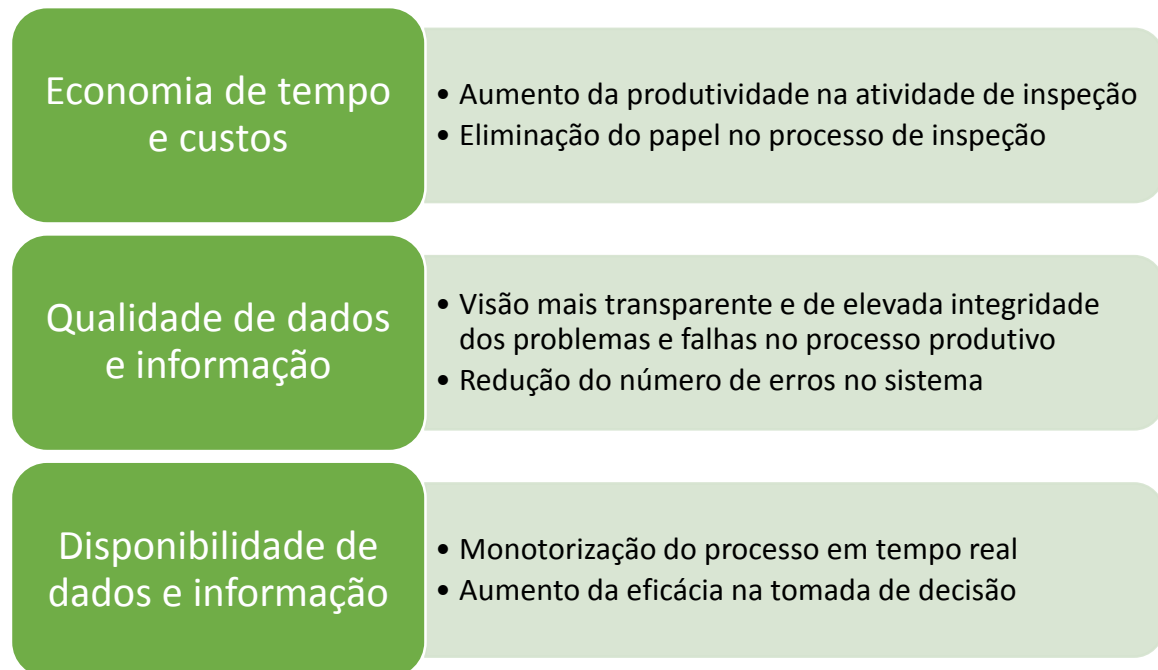 Economia de tempo
e custos
• Aumento da produtividade na atividade de inspeção
• Eliminação do papel no processo de inspeção
Qualidade de dados
e informação
• Visão mais transparente e de elevada integridade
dos problemas e falhas no processo produtivo
• Redução do número de erros no sistema
Disponibilidade de
dados e informação
• Monotorização do processo em tempo real
• Aumento da eficácia na tomada de decisão